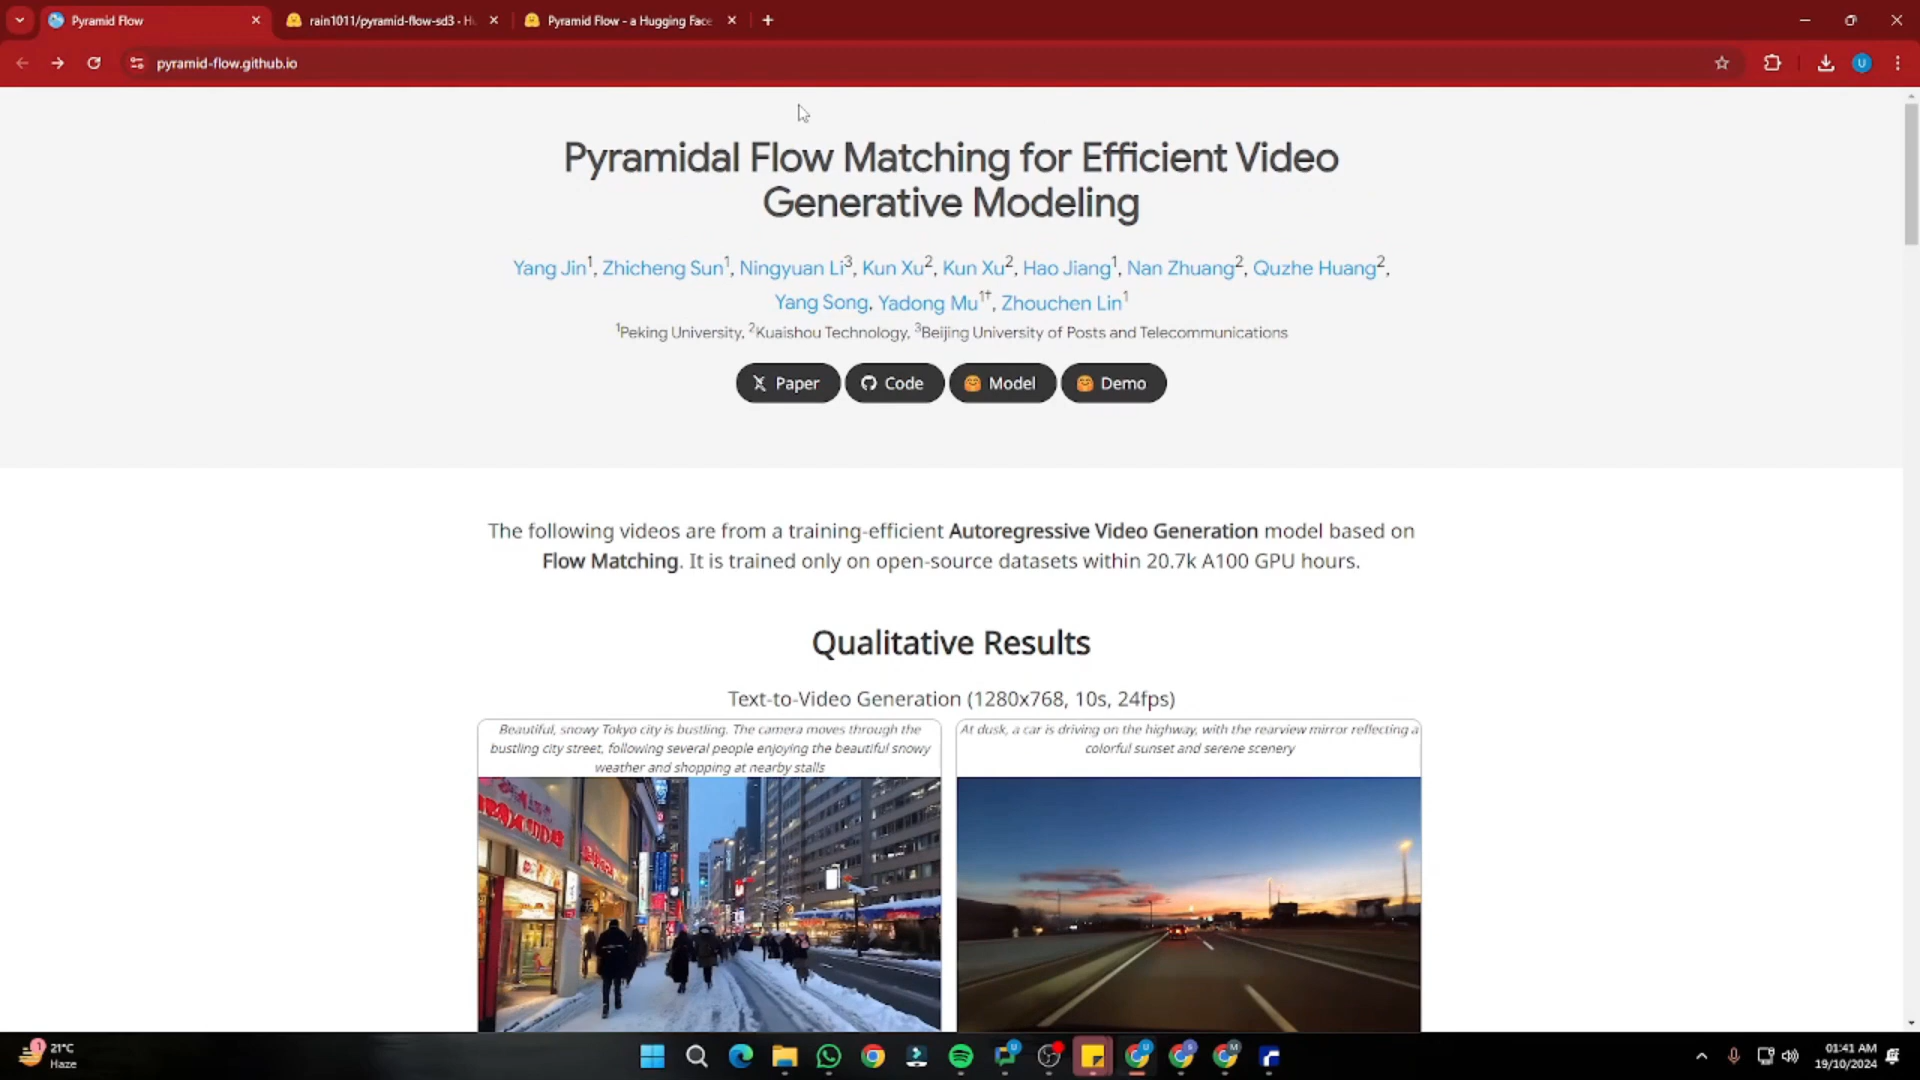 Pyramid Flow
rain1011/pyramid-flow-sd3 - Hu
Pyramid Flow - a Hugging Face
pyramid-flow.github.io
U
Pyramidal Flow Matching for Efficient Video
Generative Modeling
Yang Jin1, Zhicheng Sun1, Ningyuan Li3, Kun Xu2, Kun Xu2, Hao Jiang1, Nan Zhuang2, Quzhe Huang2,
Yang Song, Yadong Mu1†, Zhouchen Lin1
1Peking University, 2Kuaishou Technology, 3Beijing University of Posts and Telecommunications
Paper
Code
Model
Demo
The following videos are from a training-efficient Autoregressive Video Generation model based on
Flow Matching. It is trained only on open-source datasets within 20.7k A100 GPU hours.
Qualitative Results
Text-to-Video Generation (1280x768, 10s, 24fps)
Beautiful, snowy Tokyo city is bustling. The camera moves through the
bustling city street, following several people enjoying the beautiful snowy
weather and shopping at nearby stalls
At dusk, a car is driving on the highway, with the rearview mirror reflecting a
colorful sunset and serene scenery
1
21°C
Haze
01:41 AM
19/10/2024